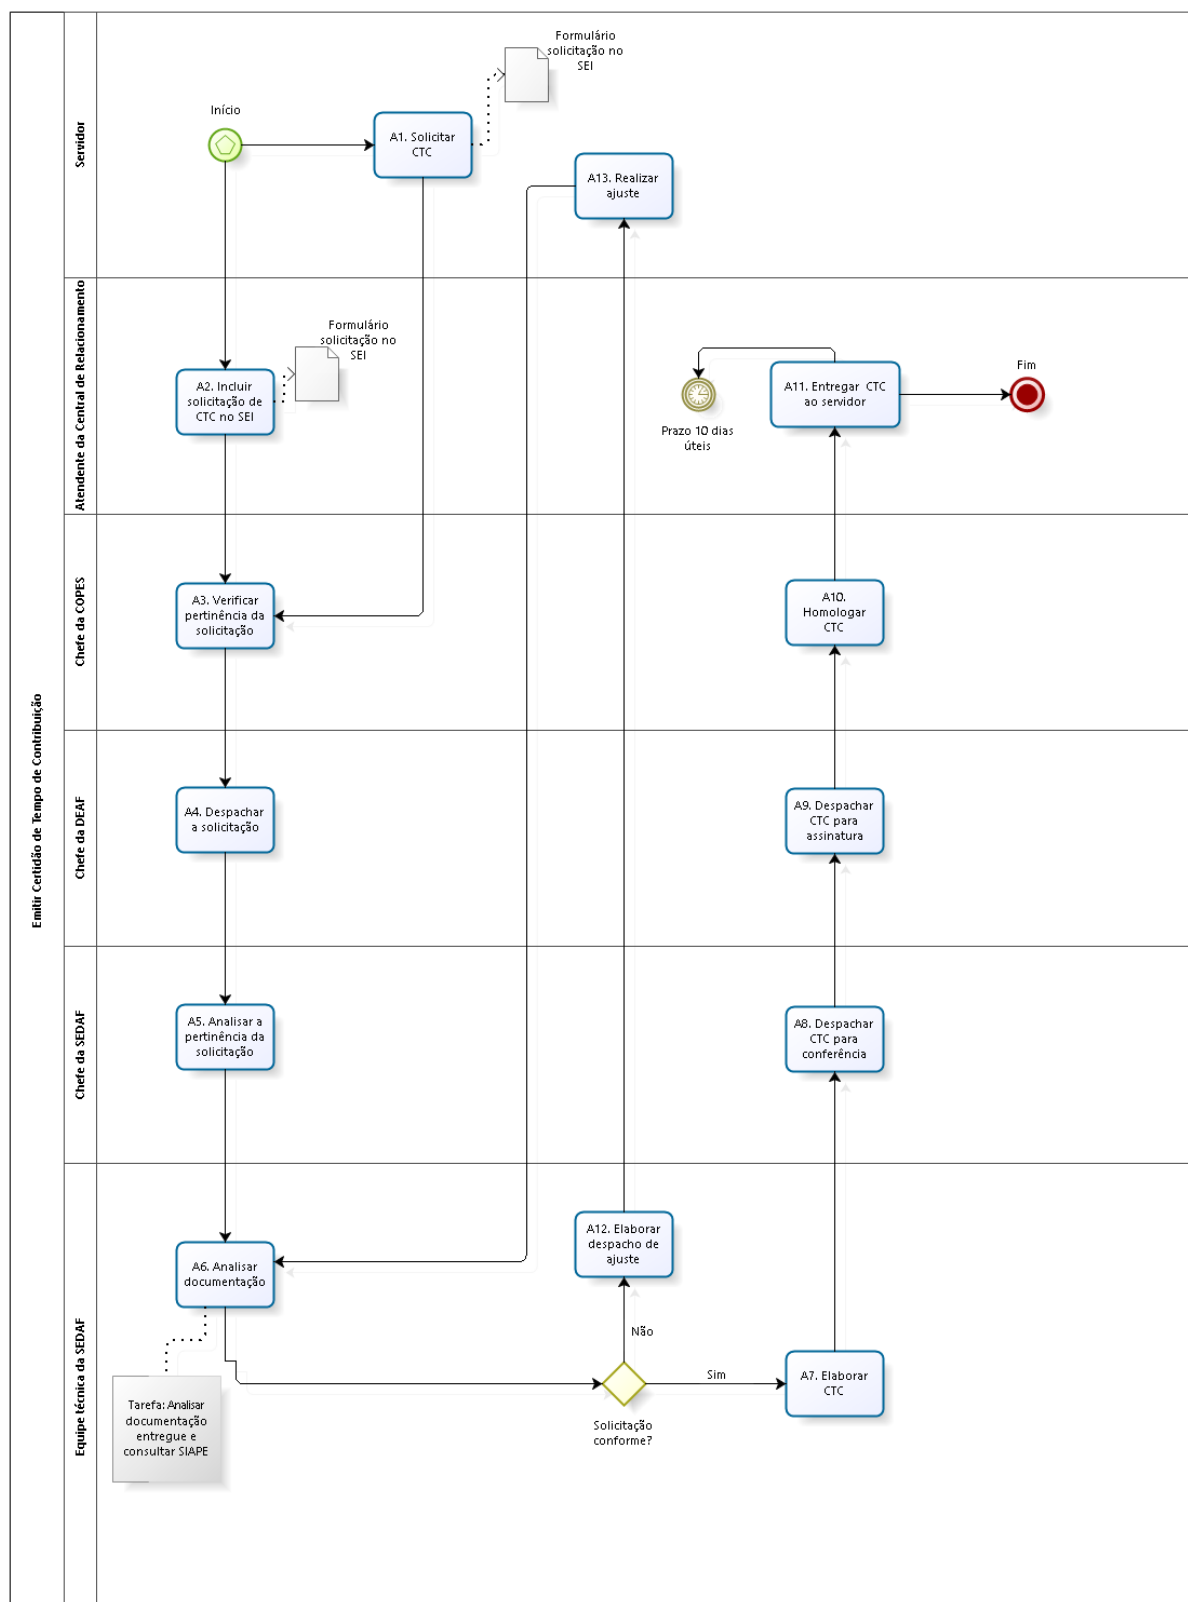 Emitir Certidão de Tempo de Contribuição
Servidor
Início
A1. Solicitar
CTC
Formulário
solicitação no
SEI
A13. Realizar
ajuste
Atendente da Central de Relacionamento
A2. Incluir
solicitação de
CTC no SEI
Formulário
solicitação no
SEI
Prazo 10 dias
úteis
A11. Entregar CTC
ao servidor
Fim
Chefe da COPES
A3. Verificar
pertinência da
solicitação
A10.
Homologar
CTC
Chefe da DEAF
A4. Despachar
a solicitação
A9. Despachar
CTC para
assinatura
Chefe da SEDAF
A5. Analisar a
pertinência da
solicitação
A8. Despachar
CTC para
conferência
Equipe técnica da SEDAF
A6. Analisar
documentação
Tarefa: Analisar
documentação
entregue e
consultar SIAPE
A12. Elaborar
despacho de
ajuste
Não
Solicitação
conforme?
Sim
A7. Elaborar
CTC